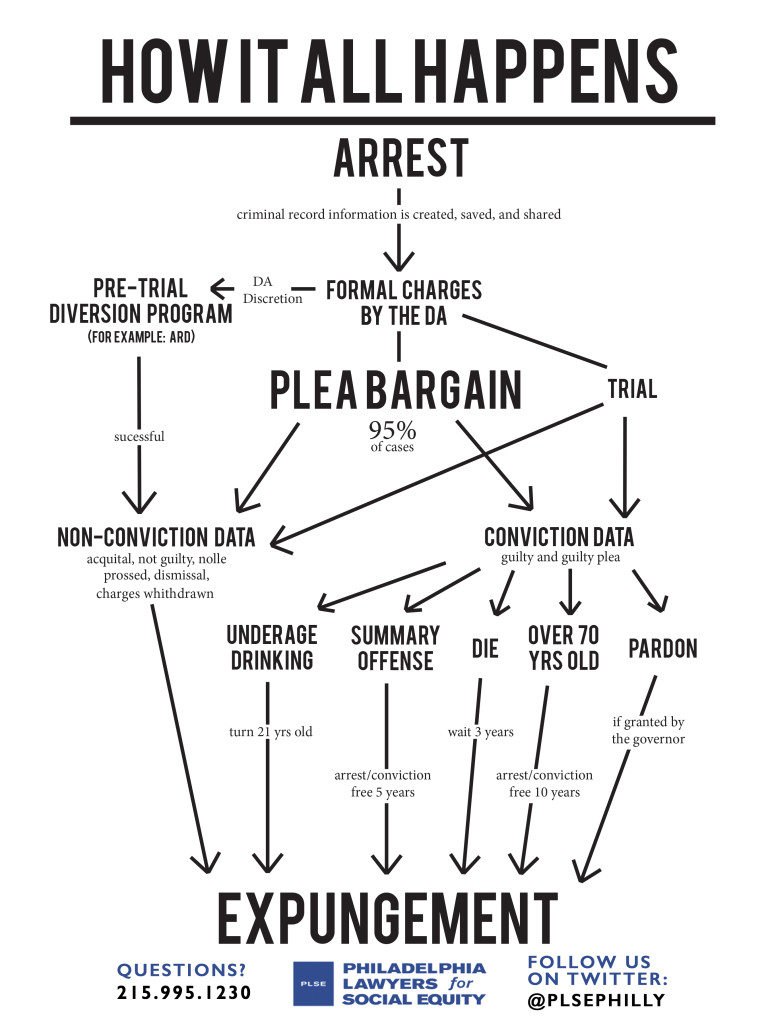 HOW IT ALL HAPPENS
ARREST
criminal record information is created, saved, and shared
PRE-TRIAL
DIVERSION PROGRAM
(FOR EXAMPLE: ARD)
DA
Discretion
FORMAL CHARGES
BY THE DA
PLEA BARGAIN
95%
of cases
TRIAL
sucessful
NON-CONVICTION DATA
acquital, not guilty, nolle
prossed, dismissal,
charges whithdrawn
CONVICTION DATA
guilty and guilty plea
UNDERAGE
DRINKING
SUMMARY
OFFENSE
DIE
OVER 70
YRS OLD
PARDON
turn 21 yrs old
arrest/conviction
free 5 years
wait 3 years
arrest/conviction
free 10 years
if granted by
the governor
EXPUNGEMENT
QUESTIONS?
215.995.1230
PLSE
PHILADELPHIA
LAWYERS for
SOCIAL EQUITY
FOLLOW US
ON TWITTER:
@PLSEPHILLY